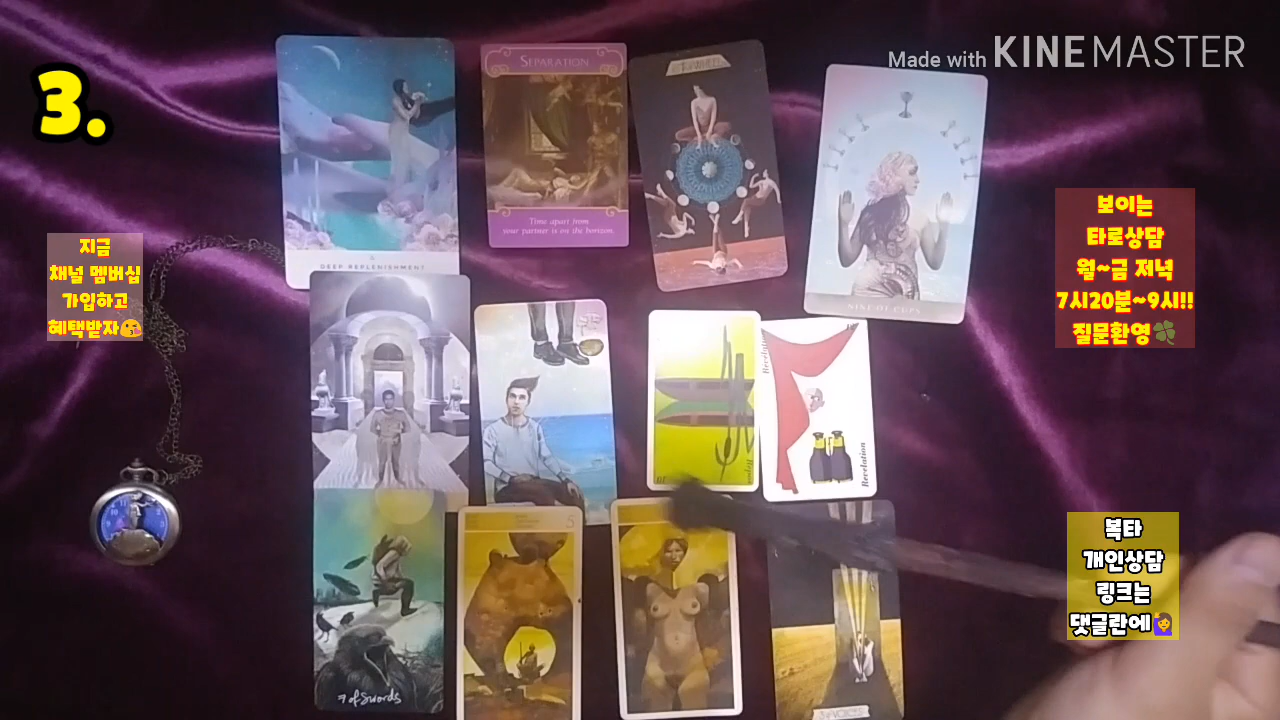 Made with KINEMASTER
3.
SEPARATION
Time apart from
your partner is on the horizon.
DEEP REPLENISHMENT
NINE OF CUPS
지금
채널 멤버십
가입하고
혜택받자😘
보이는
타로상담
월~금 저녁
7시20분~9시!!
질문환영🍀
Revelation
Revelation
7 of Swords
5
복타
개인상담
링크는
댓글란에🙋‍♀️